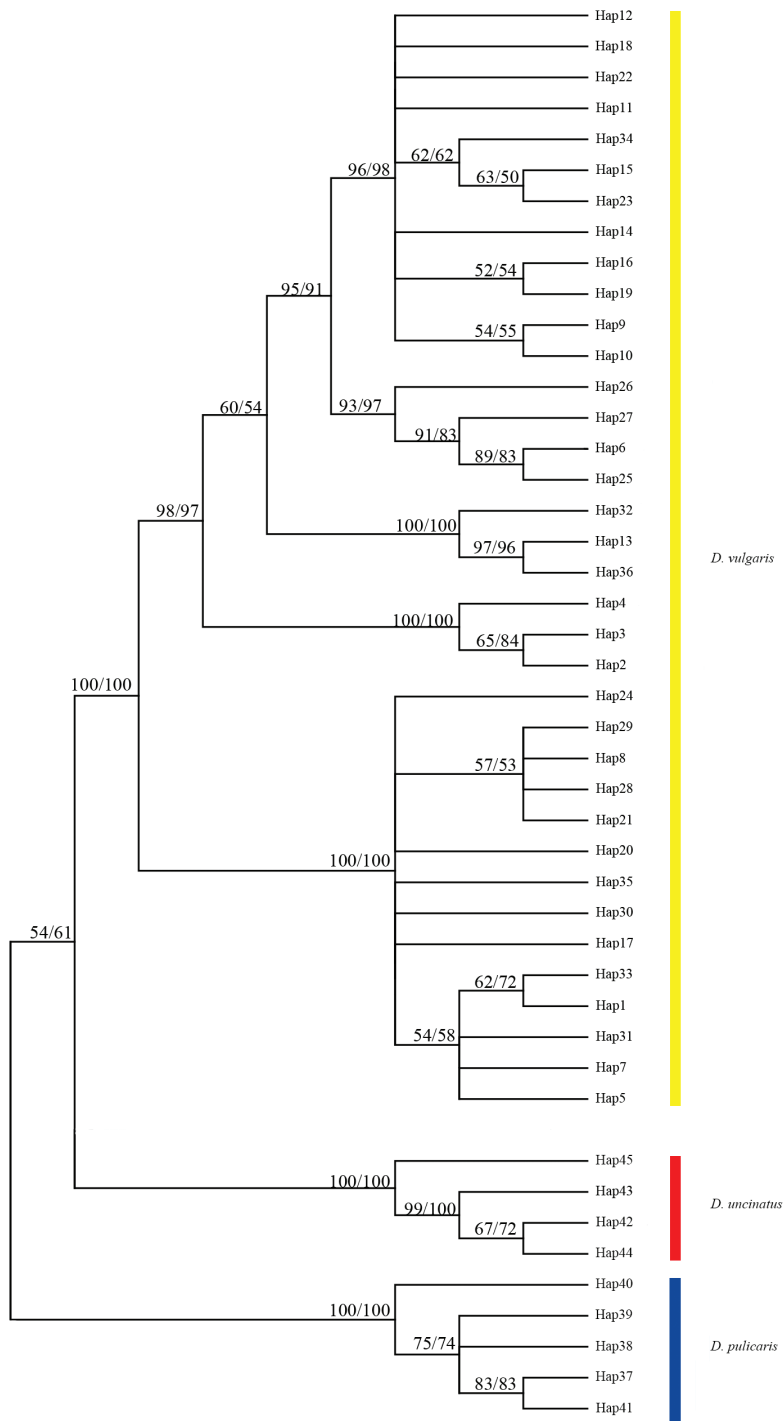 Hap12
Hap18
Hap22
Hap11
Hap34
62/62
Hap15
96/98
63/50
Hap23
Hap14
Hap16
52/54
95/91
Hap19
Hap9
54/55
Hap10
Hap26
60/54
93/97
Hap27
91/83
Hap6
89/83
Hap25
98/97
Hap32
100/100
Hap13
97/96
D. vulgaris
Hap36
Hap4
100/100
Hap3
65/84
Hap2
100/100
Hap24
Hap29
57/53
Hap8
Hap28
Hap21
Hap20
100/100
Hap35
Hap30
54/61
Hap17
Hap33
62/72
Hap1
54/58
Hap31
Hap7
Hap5
Hap45
100/100
Hap43
D. uncinatus
99/100
Hap42
67/72
Hap44
Hap40
100/100
Hap39
75/74
Hap38
D. pulicaris
Hap37
83/83
Hap41